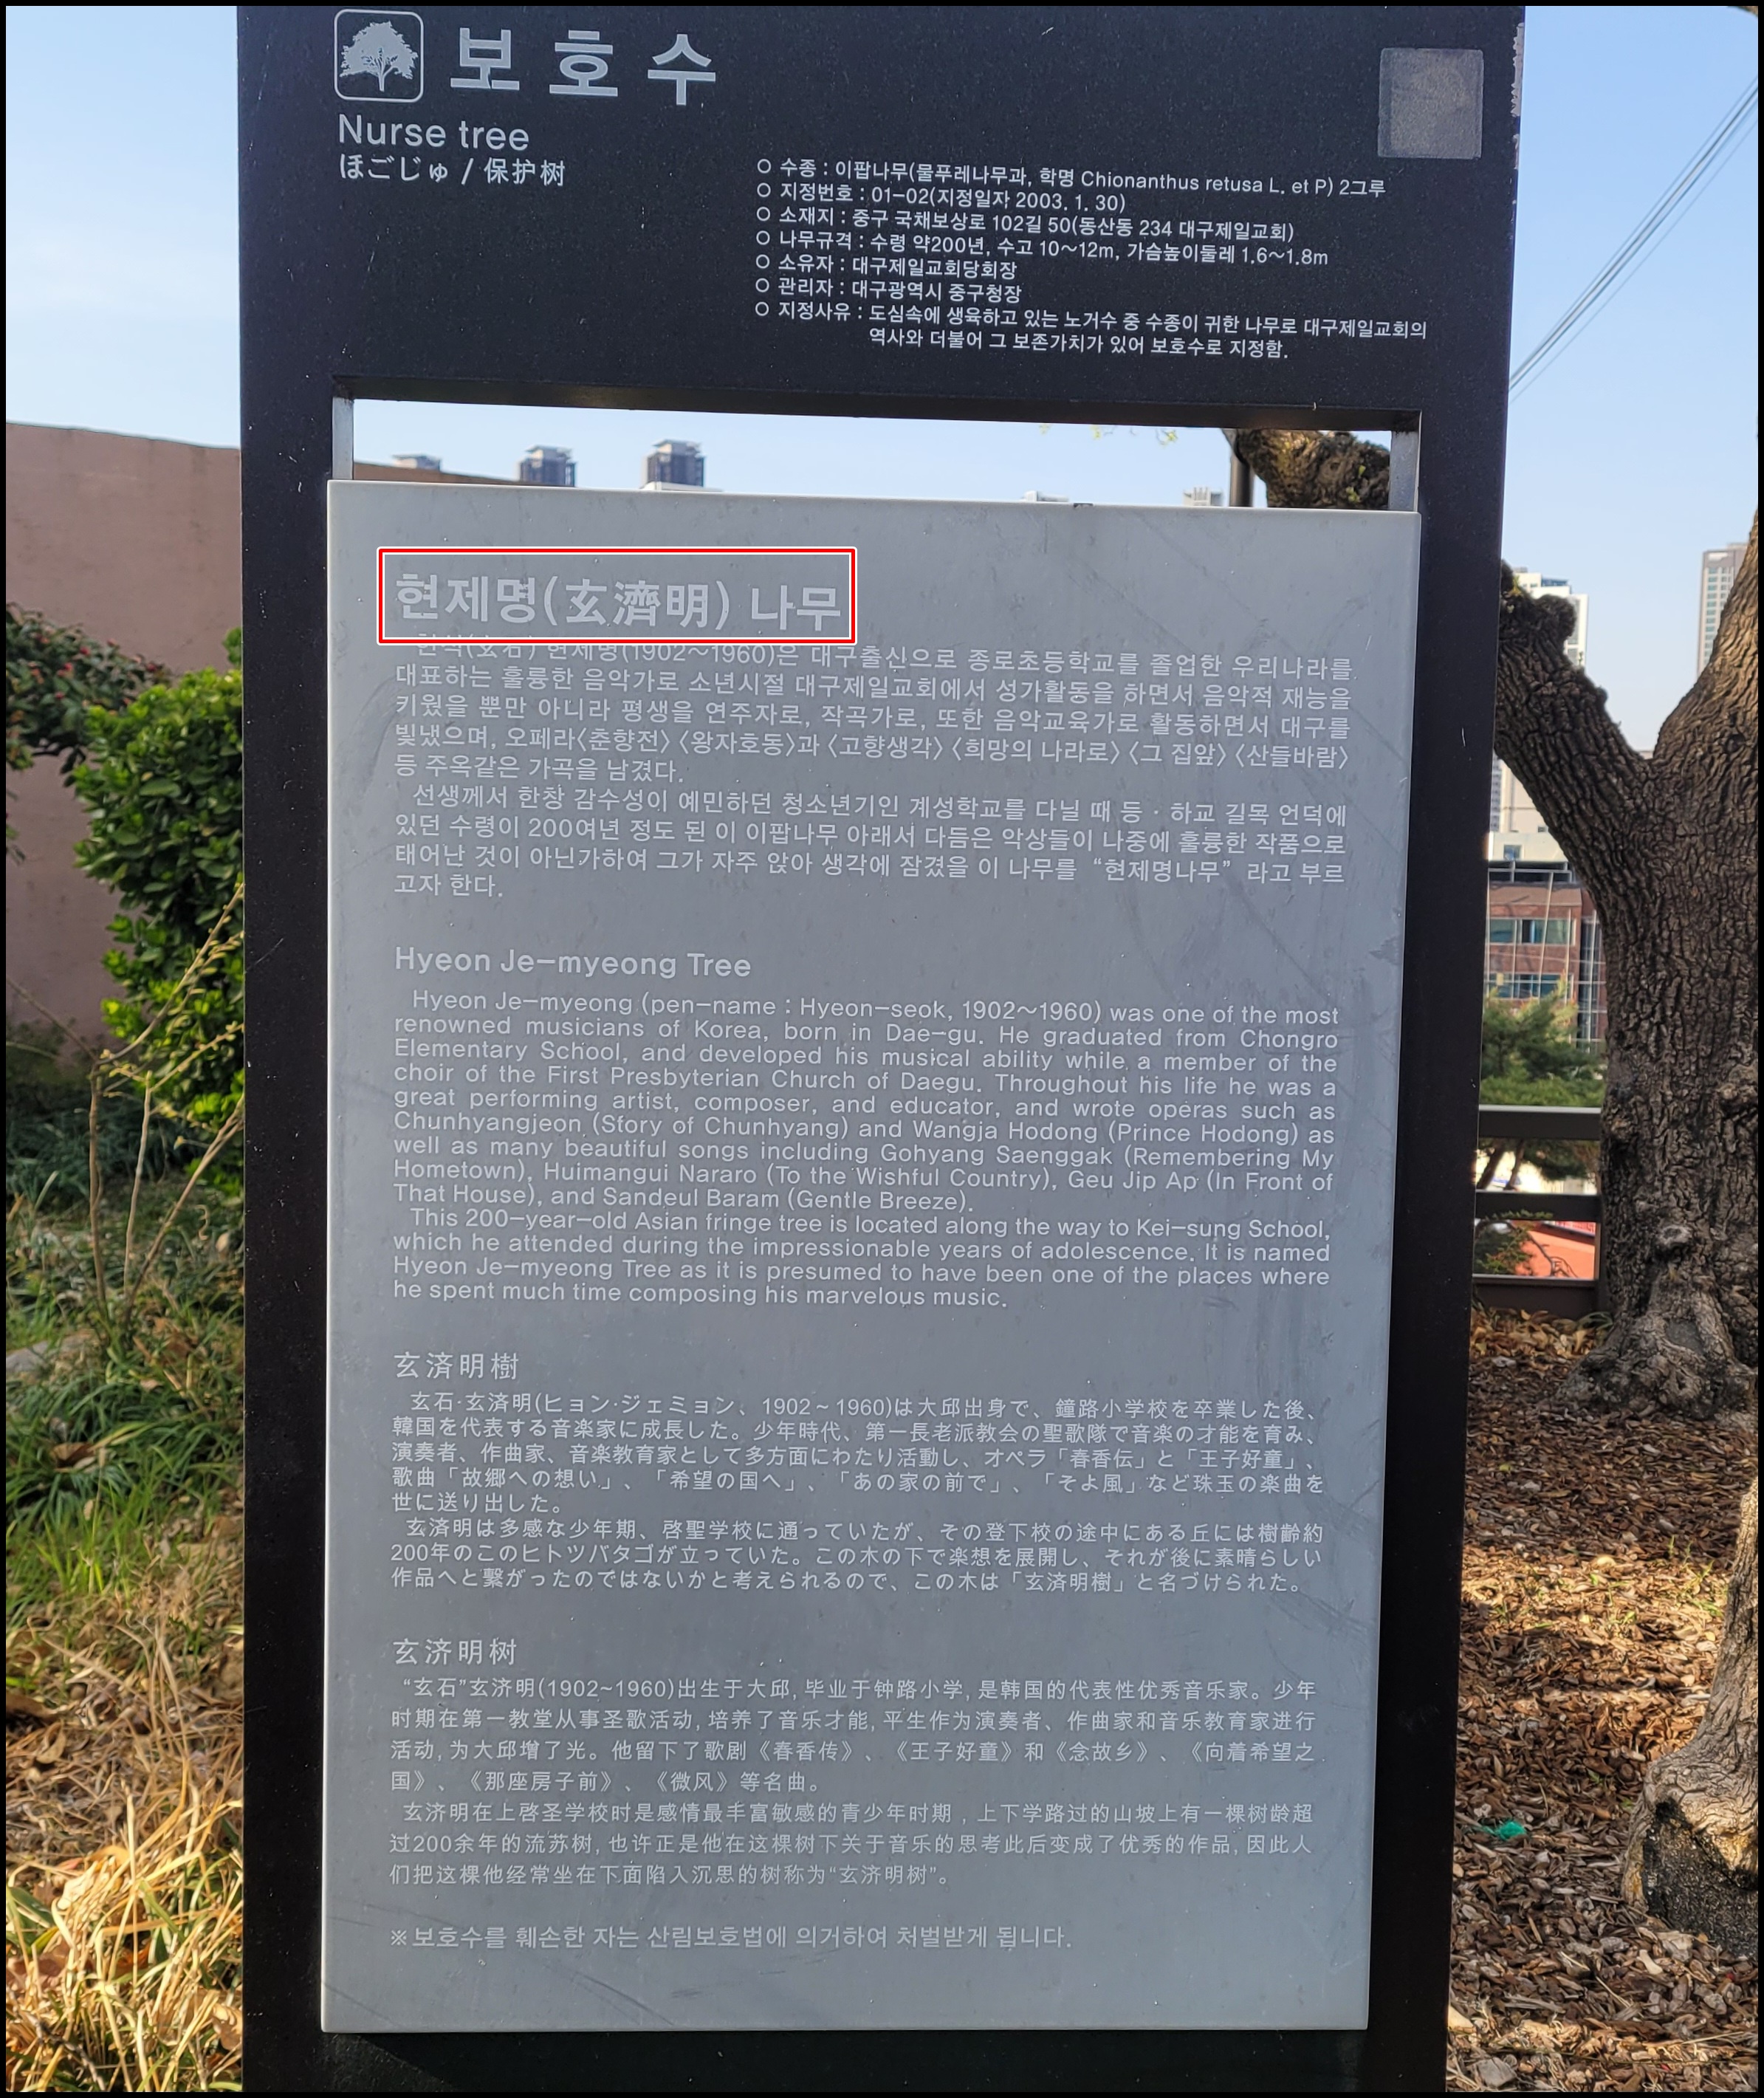 보호수
Nurse tree
ほごじゅ / 保护树
○ 수종 : 이팝나무(물푸레나무과, 학명 Chionanthus retusa L. et P) 2그루
○ 지정번호 : 01-02(지정일자 2003. 1. 30)
○ 소재지 : 중구 국채보상로 102길 50(동산동 234 대구제일교회)
○ 나무규격 : 수령 약200년, 수고 10~12m, 가슴높이둘레 1.6~1.8m
○ 소유자 : 대구제일교회당회장
○ 관리자 : 대구광역시 중구청장
○ 지정사유 : 도심속에 생육하고 있는 노거수 중 수종이 귀한 나무로 대구제일교회의
역사와 더불어 그 보존가치가 있어 보호수로 지정함.
현제명(玄濟明) 나무
현석(玄石) 현제명(1902~1960)은 대구출신으로 종로초등학교를 졸업한 우리나라를
대표하는 훌륭한 음악가로 소년시절 대구제일교회에서 성가활동을 하면서 음악적 재능을
키웠을 뿐만 아니라 평생을 연주자로, 작곡가로, 또한 음악교육가로 활동하면서 대구를
빛냈으며, 오페라〈춘향전〉〈왕자호동〉과 〈고향생각〉〈희망의 나라로〉〈그 집앞〉〈산들바람〉
등 주옥같은 가곡을 남겼다.
선생께서 한창 감수성이 예민하던 청소년기인 계성학교를 다닐 때 등 · 하교 길목 언덕에
있던 수령이 200여년 정도 된 이 이팝나무 아래서 다듬은 악상들이 나중에 훌륭한 작품으로
태어난 것이 아닌가하여 그가 자주 앉아 생각에 잠겼을 이 나무를 “현제명나무” 라고 부르
고자 한다.
Hyeon Je-myeong Tree
Hyeon Je-myeong (pen-name : Hyeon-seok, 1902~1960) was one of the most
renowned musicians of Korea, born in Dae-gu. He graduated from Chongro
Elementary School, and developed his musical ability while a member of the
choir of the First Presbyterian Church of Daegu. Throughout his life he was a
great performing artist, composer, and educator, and wrote operas such as
Chunhyangjeon (Story of Chunhyang) and Wangja Hodong (Prince Hodong) as
well as many beautiful songs including Gohyang Saenggak (Remembering My
Hometown), Huimangui Nararo (To the Wishful Country), Geu Jip Ap (In Front of
That House), and Sandeul Baram (Gentle Breeze).
This 200-year-old Asian fringe tree is located along the way to Kei-sung School,
which he attended during the impressionable years of adolescence. It is named
Hyeon Je-myeong Tree as it is presumed to have been one of the places where
he spent much time composing his marvelous music.
玄済明樹
玄石·玄済明(ヒョン·ジェミョン、1902~1960)は大邱出身で、鐘路小学校を卒業した後、
韓国を代表する音楽家に成長した。少年時代、第一長老派教会の聖歌隊で音楽の才能を育み、
演奏者、作曲家、音楽教育家として多方面にわたり活動し、オペラ「春香伝」と「王子好童」、
歌曲「故郷への想い」、「希望の国へ」、「あの家の前で」、「そよ風」など珠玉の楽曲を
世に送り出した。
玄済明は多感な少年期、啓聖学校に通っていたが、その登下校の途中にある丘には樹齢約
200年のこのヒトツバタゴが立っていた。この木の下で楽想を展開し、それが後に素晴らしい
作品へと繋がったのではないかと考えられるので、この木は「玄済明樹」と名づけられた。
玄济明树
“玄石”玄济明(1902~1960)出生于大邱, 毕业于钟路小学, 是韩国的代表性优秀音乐家。少年
时期在第一教堂从事圣歌活动, 培养了音乐才能, 平生作为演奏者、作曲家和音乐教育家进行
活动, 为大邱增了光。他留下了歌剧《春香传》、《王子好童》和《念故乡》、《向着希望之
国》、《那座房子前》、《微风》等名曲。
玄济明在上啓圣学校时是感情最丰富敏感的青少年时期 , 上下学路过的山坡上有一棵树龄超
过200余年的流苏树, 也许正是他在这棵树下关于音乐的思考此后变成了优秀的作品, 因此人
们把这棵他经常坐在下面陷入沉思的树称为“玄济明树”。
※ 보호수를 훼손한 자는 산림보호법에 의거하여 처벌받게 됩니다.